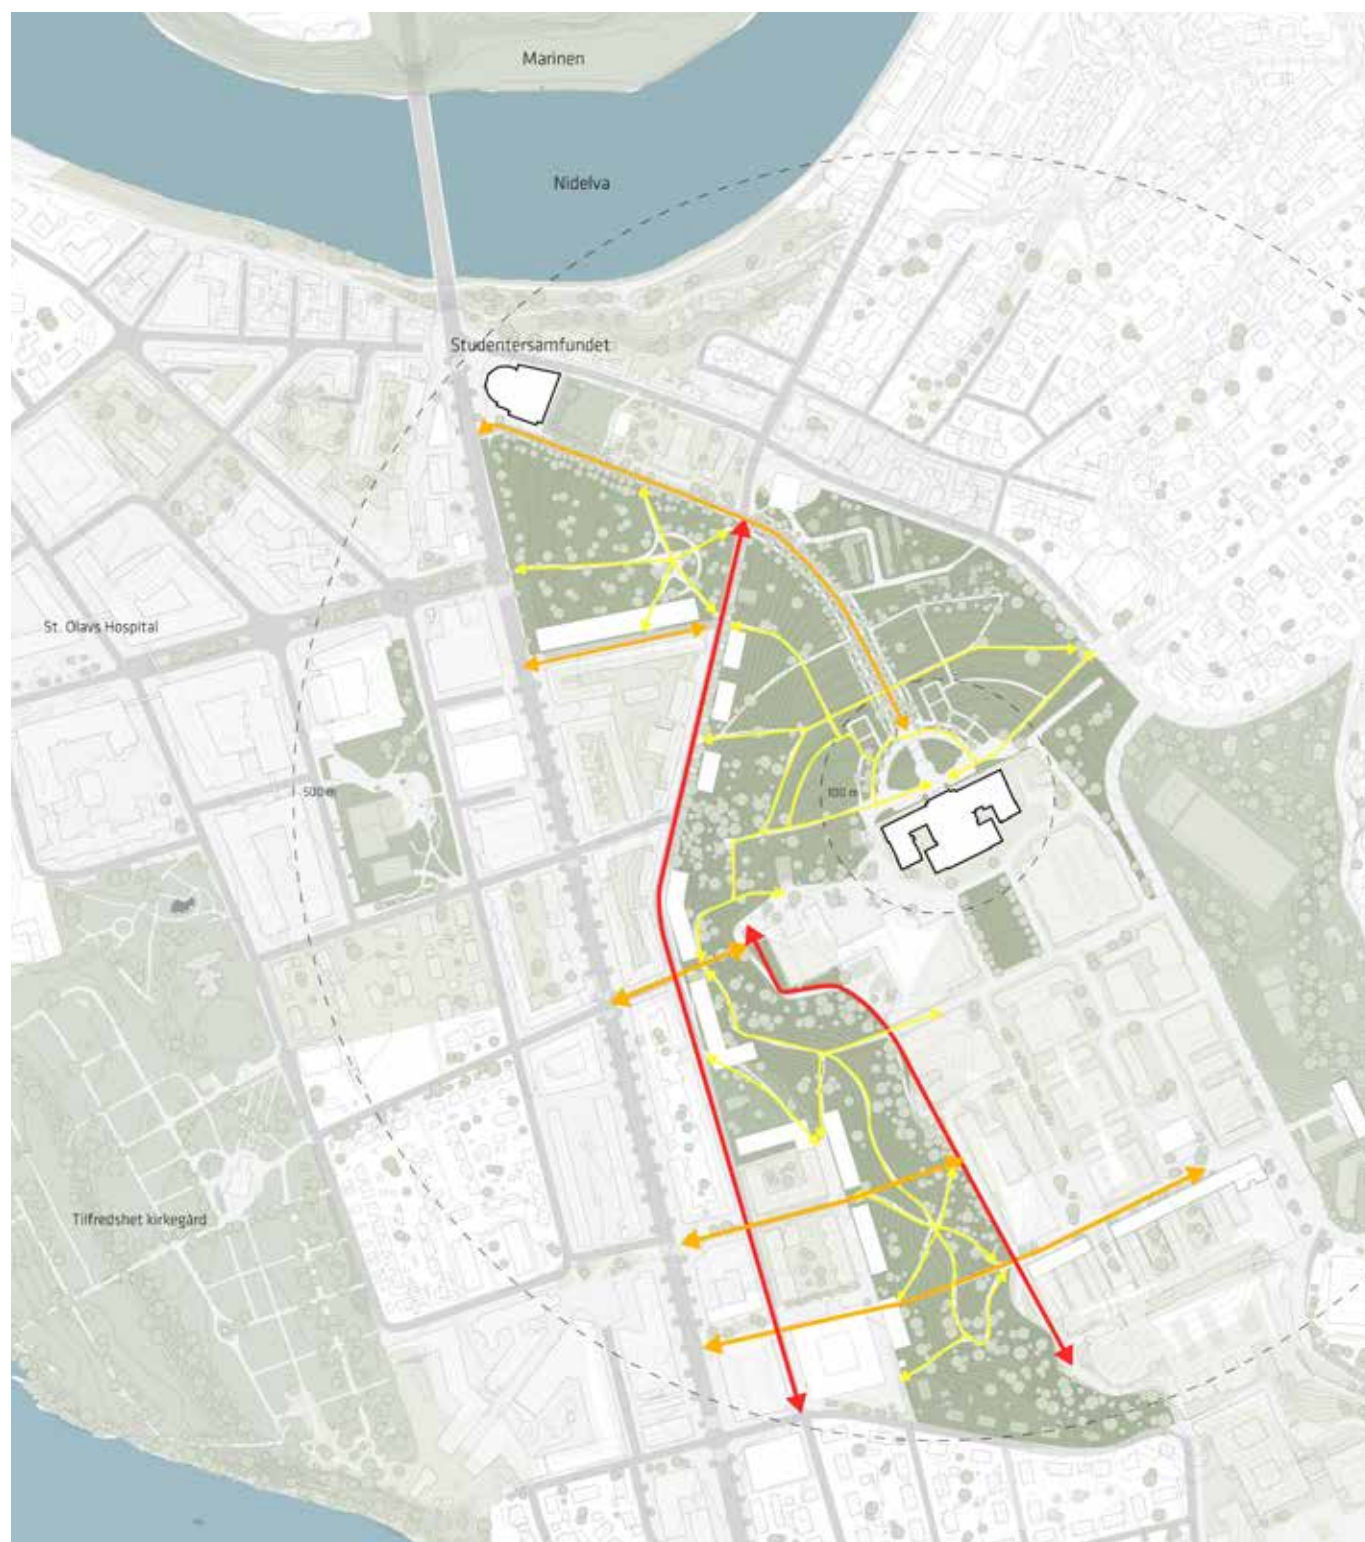 Marinen
Nidelva
Studentersamfundet
St. Olavs Hospital
500 m
100 m
Tilfredshet kirkegård